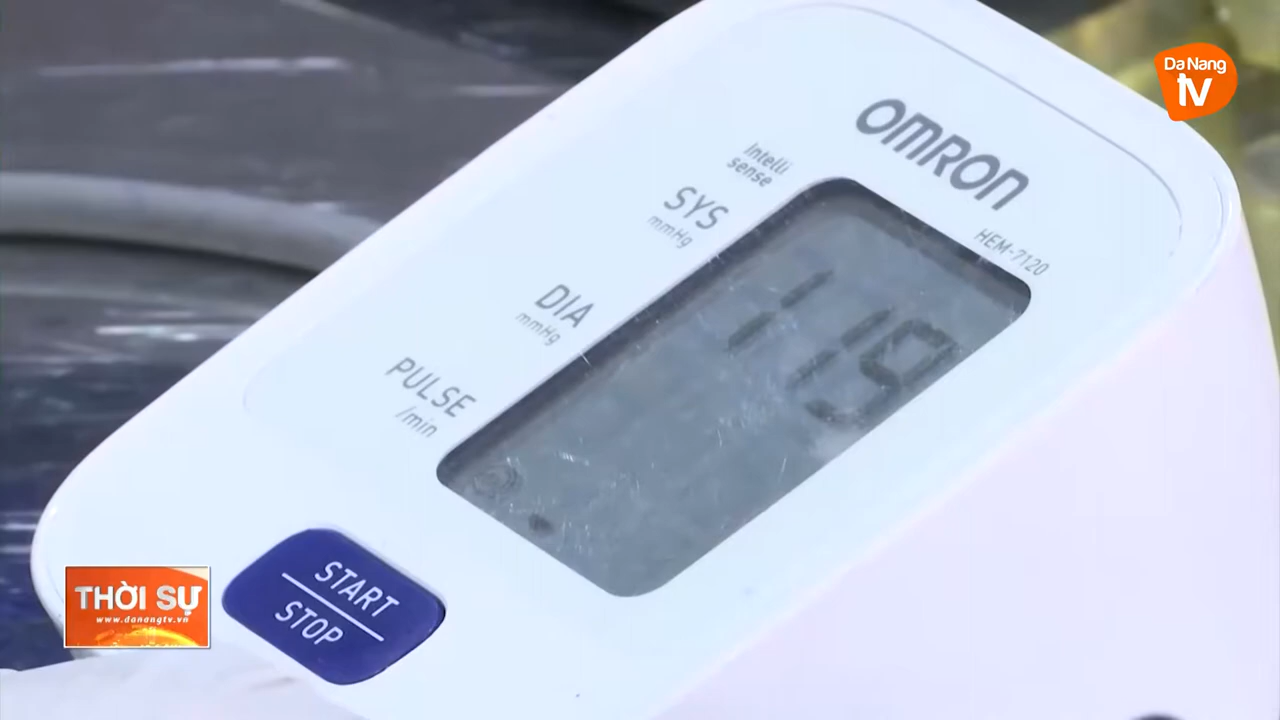 Da Nang
tv
OMRON
HEM-7120
Intelli
sense
SYS
mmHg
119
DIA
mmHg
PULSE
/min
START
STOP
THỜI SỰ
www.danangtv.vn